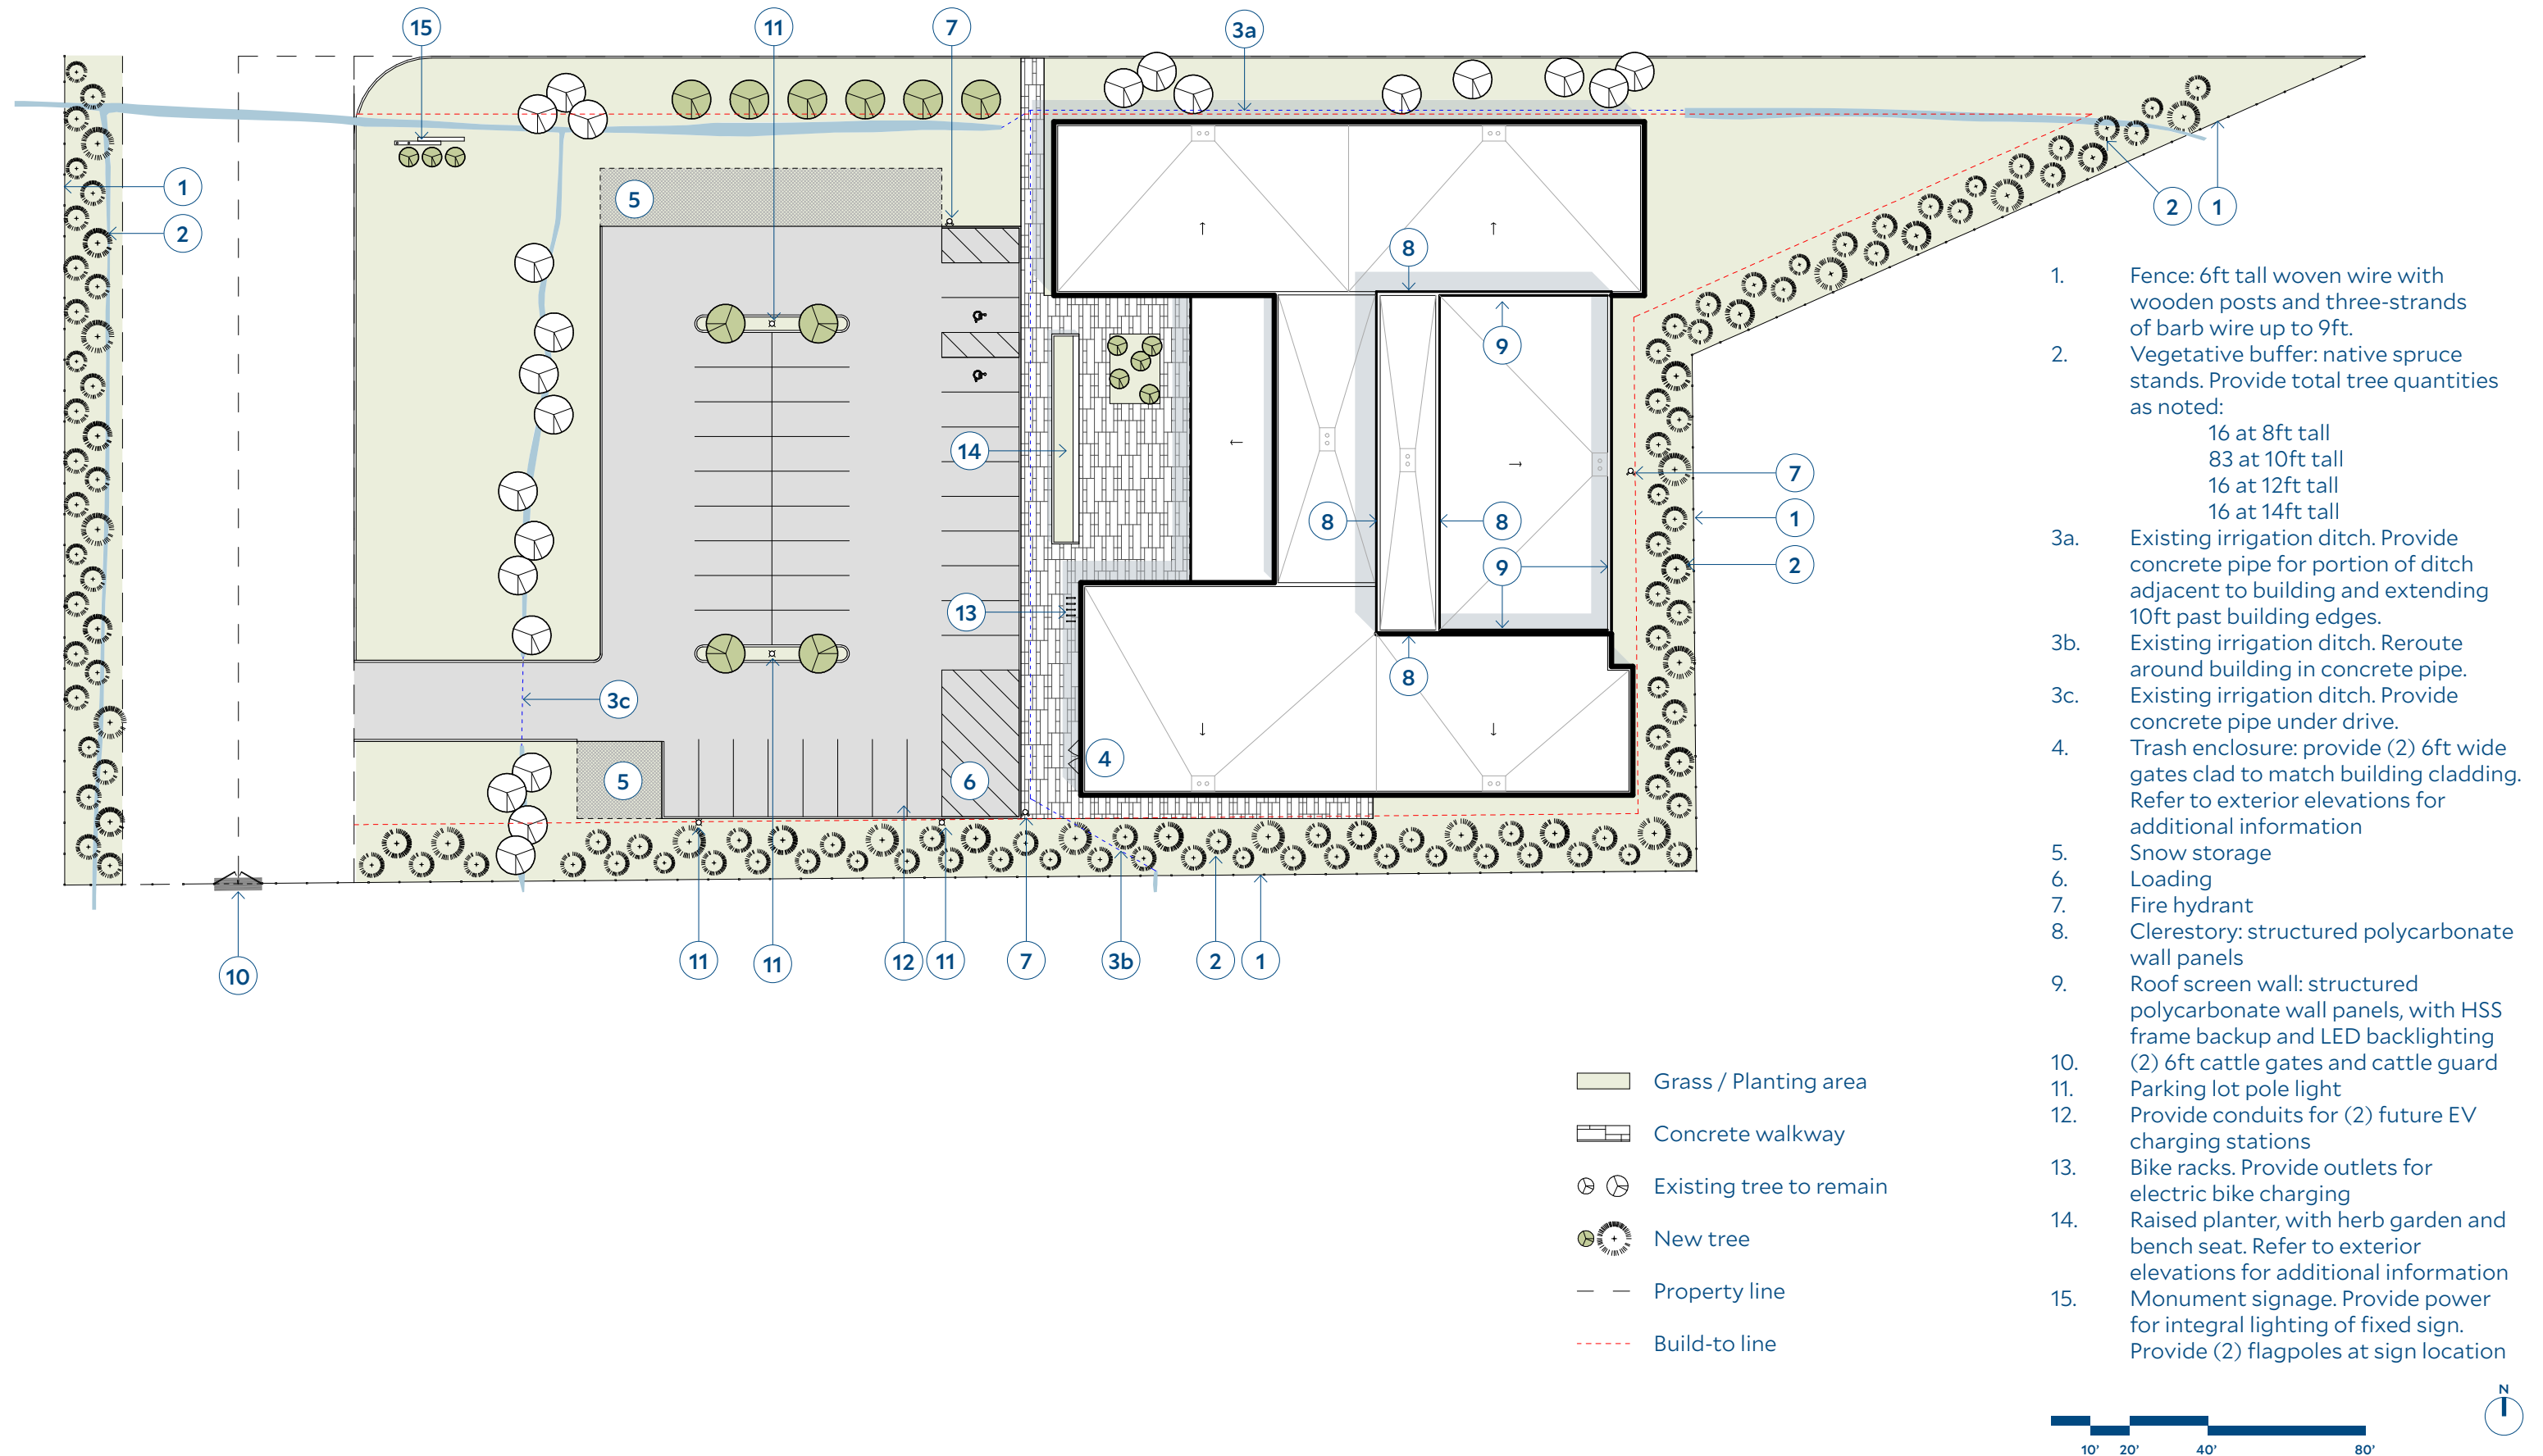 15
11
7
3a
1
2
5
2
1
8
9
14
7
8
8
1
9
2
13
8
3c
4
5
6
10
11
11
12
11
7
3b
2
1
1. Fence: 6ft tall woven wire with
wooden posts and three-strands
of barb wire up to 9ft.
2. Vegetative buffer: native spruce
stands. Provide total tree quantities
as noted:
16 at 8ft tall
83 at 10ft tall
16 at 12ft tall
16 at 14ft tall
3a. Existing irrigation ditch. Provide
concrete pipe for portion of ditch
adjacent to building and extending
10ft past building edges.
3b. Existing irrigation ditch. Reroute
around building in concrete pipe.
3c. Existing irrigation ditch. Provide
concrete pipe under drive.
4. Trash enclosure: provide (2) 6ft wide
gates clad to match building cladding.
Refer to exterior elevations for
additional information
5. Snow storage
6. Loading
7. Fire hydrant
8. Clerestory: structured polycarbonate
wall panels
9. Roof screen wall: structured
polycarbonate wall panels, with HSS
frame backup and LED backlighting
10. (2) 6ft cattle gates and cattle guard
11. Parking lot pole light
12. Provide conduits for (2) future EV
charging stations
13. Bike racks. Provide outlets for
electric bike charging
14. Raised planter, with herb garden and
bench seat. Refer to exterior
elevations for additional information
15. Monument signage. Provide power
for integral lighting of fixed sign.
Provide (2) flagpoles at sign location
Grass / Planting area
Concrete walkway
Existing tree to remain
New tree
Property line
Build-to line
N
10' 20' 40' 80'